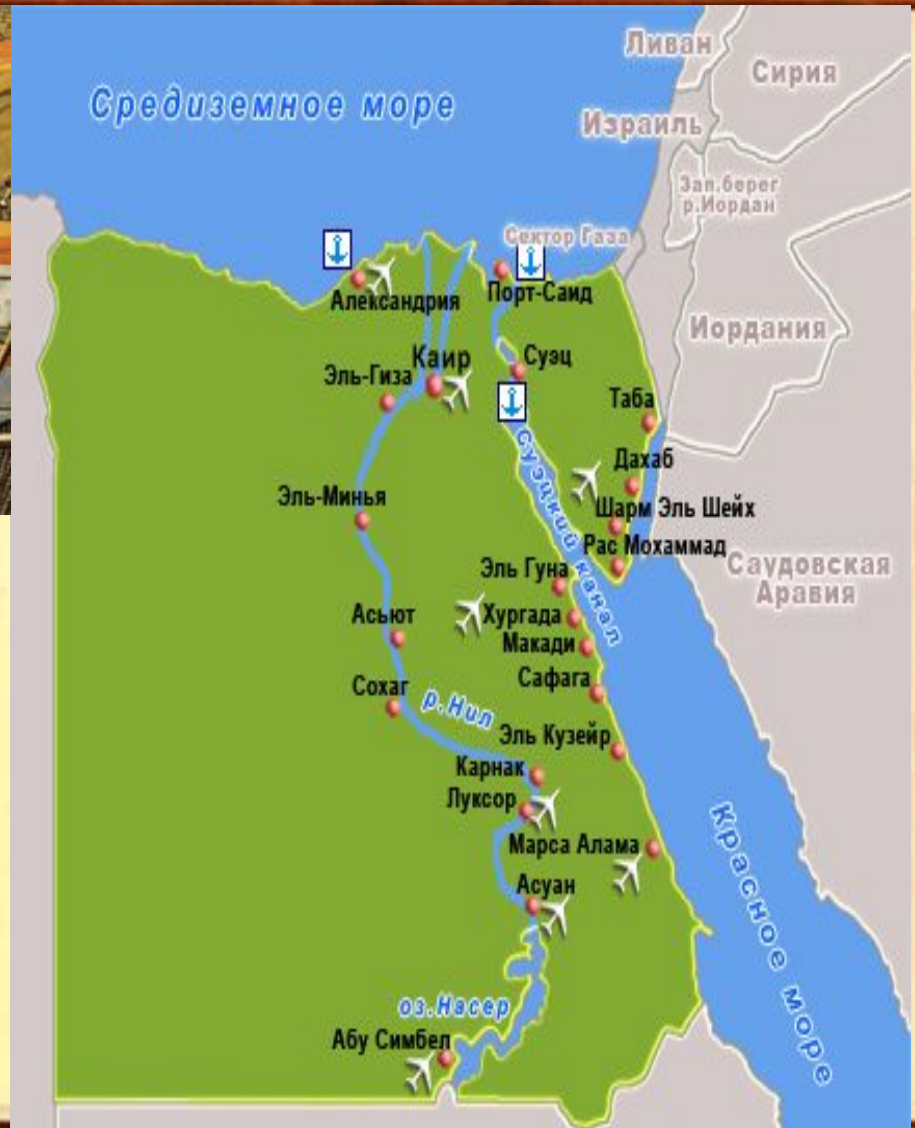 Ливан
Сирия
Средиземное море
Израиль
Зап.берег
р.Иордан
Сектор Газа
Александрия
Порт-Саид
Иордания
Каир
Суэц
Эль-Гиза
Таба
Суэцкий канал
Дахаб
Эль-Минья
Шарм Эль Шейх
Рас Мохаммад
Эль Гуна
Саудовская
Аравия
Асьют
Хургада
Макади
Сафага
Сохаг
р.Нил
Эль Кузейр
Карнак
Луксор
Красное море
Марса Алама
Асуан
оз.Насер
Абу Симбел